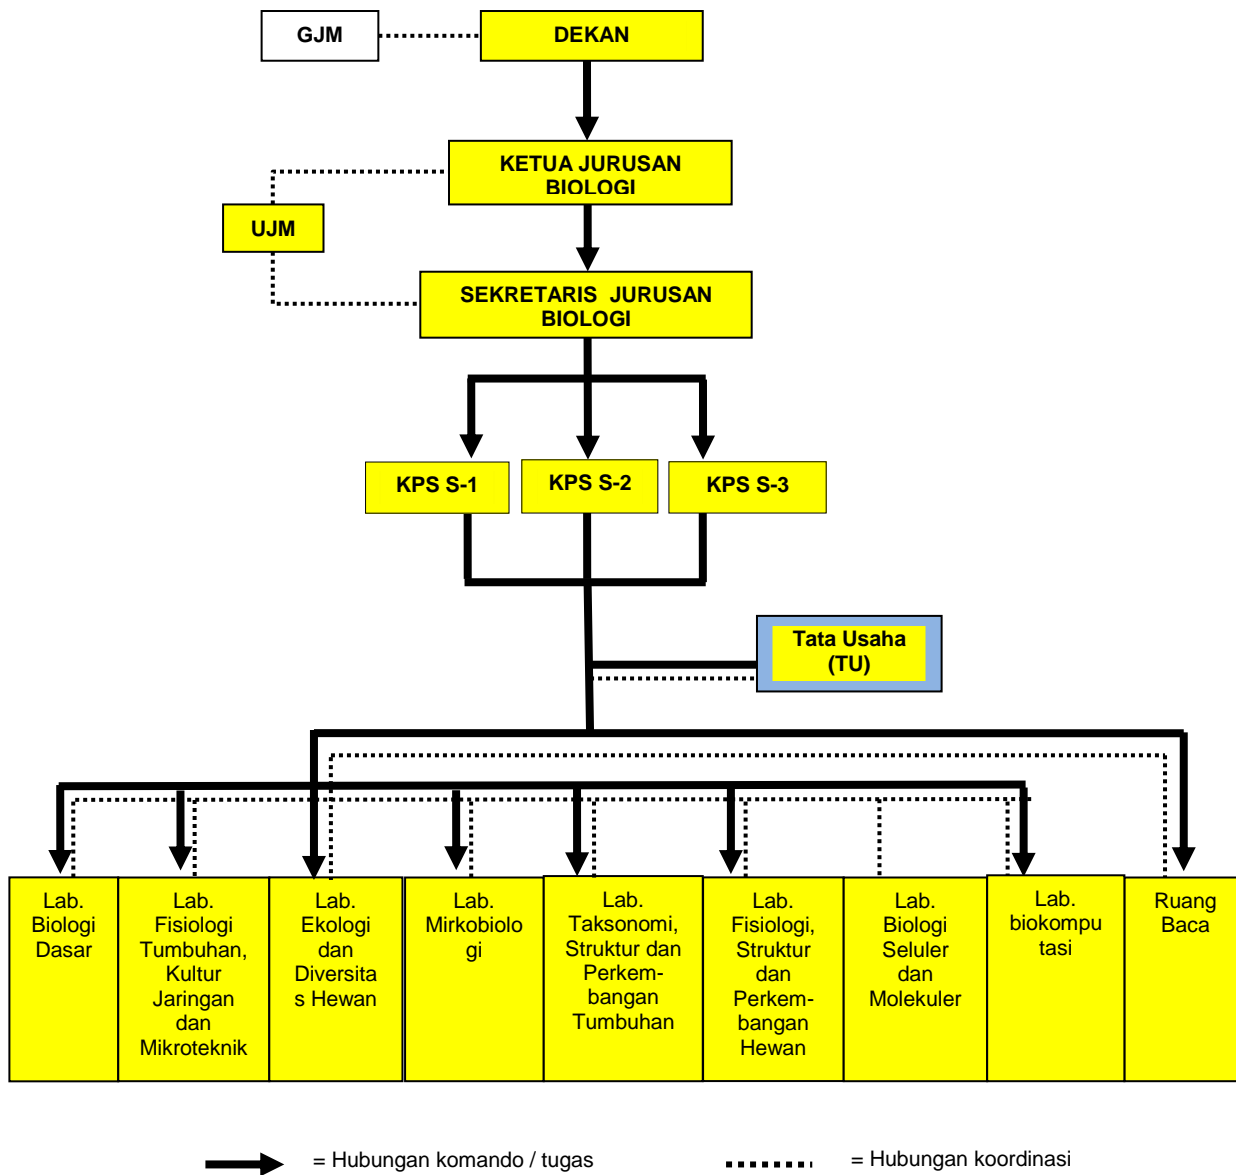 GJM
DEKAN
KETUA JURUSAN
BIOLOGI
UJM
SEKRETARIS JURUSAN
BIOLOGI
KPS S-1
KPS S-2
KPS S-3
Tata Usaha
(TU)
Lab.
Biologi
Dasar
Lab.
Fisiologi
Tumbuhan,
Kultur
Jaringan
dan
Mikroteknik
Lab.
Ekologi
dan
Diversita
s Hewan
Lab.
Mirkobiolo
gi
Lab.
Taksonomi,
Struktur dan
Perkem-
bangan
Tumbuhan
Lab.
Fisiologi,
Struktur
dan
Perkem-
bangan
Hewan
Lab.
Biologi
Seluler
dan
Molekuler
Lab.
biokompu
tasi
Ruang
Baca
= Hubungan komando / tugas
= Hubungan koordinasi